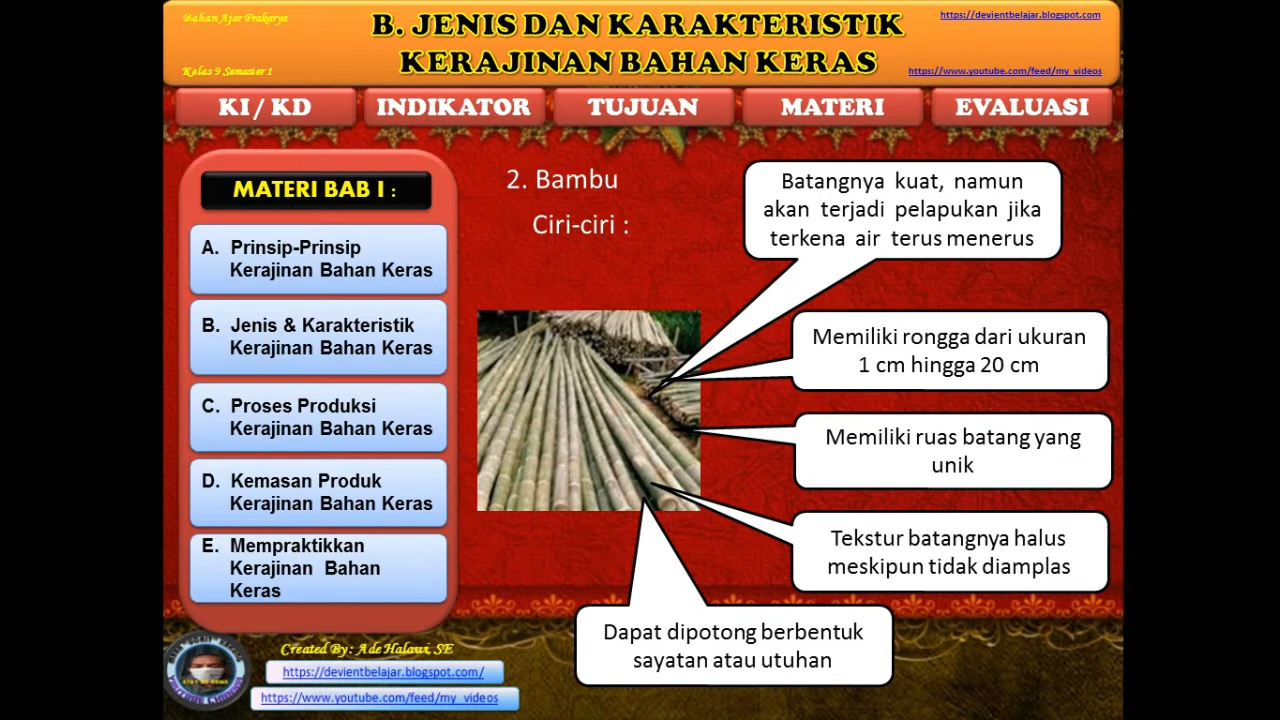 Bahan Ajar Prakarya
Kelas 9 Semester 1
B. JENIS DAN KARAKTERISTIK
KERAJINAN BAHAN KERAS
https://devientbelajar.blogspot.com
https://www.youtube.com/feed/my_videos
KI / KD
INDIKATOR
TUJUAN
MATERI
EVALUASI
MATERI BAB I :
A. Prinsip-Prinsip
Kerajinan Bahan Keras
B. Jenis & Karakteristik
Kerajinan Bahan Keras
C. Proses Produksi
Kerajinan Bahan Keras
D. Kemasan Produk
Kerajinan Bahan Keras
E. Mempraktikkan
Kerajinan Bahan
Keras
2. Bambu
Ciri-ciri :
Batangnya kuat, namun
akan terjadi pelapukan jika
terkena air terus menerus
Memiliki rongga dari ukuran
1 cm hingga 20 cm
Memiliki ruas batang yang
unik
Tekstur batangnya halus
meskipun tidak diamplas
Dapat dipotong berbentuk
sayatan atau utuhan
STAY AT HOME
YOUTUBE CHANNEL
Created By: Ade Halawi, SE
https://devientbelajar.blogspot.com/
https://www.youtube.com/feed/my_videos